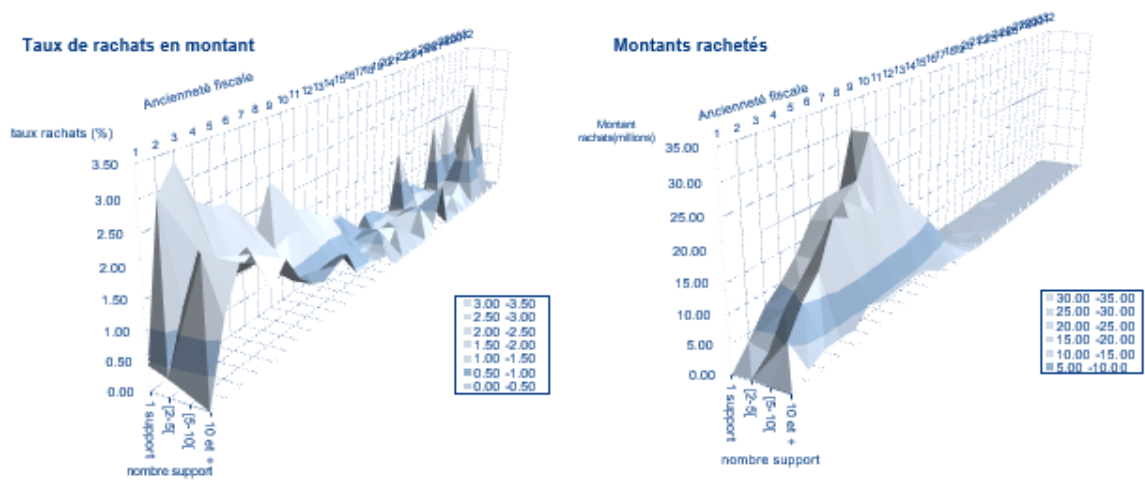 Taux de rachats en montant
Ancienneté fiscale
taux rachats (%)
1 2 3 4 5 6 7 8 9 10 11 12 13 14 15 16 17 18
3.50
3.00
2.50
2.00
1.50
1.00
0.50
0.00
1 support
[2-5[
[5-10[
10 et +
nombre support
3.00 -3.50
2.50 -3.00
2.00 -2.50
1.50 -2.00
1.00 -1.50
0.50 -1.00
0.00 -0.50
Montants rachetés
Ancienneté fiscale
Montant
rachats(millions)
1 2 3 4 5 6 7 8 9 10 11 12 13 14 15 16 17 18
35.00
30.00
25.00
20.00
15.00
10.00
5.00
0.00
1 support
[2-5[
[5-10[
10 et +
nombre support
30.00 -35.00
25.00 -30.00
20.00 -25.00
15.00 -20.00
10.00 -15.00
5.00 -10.00